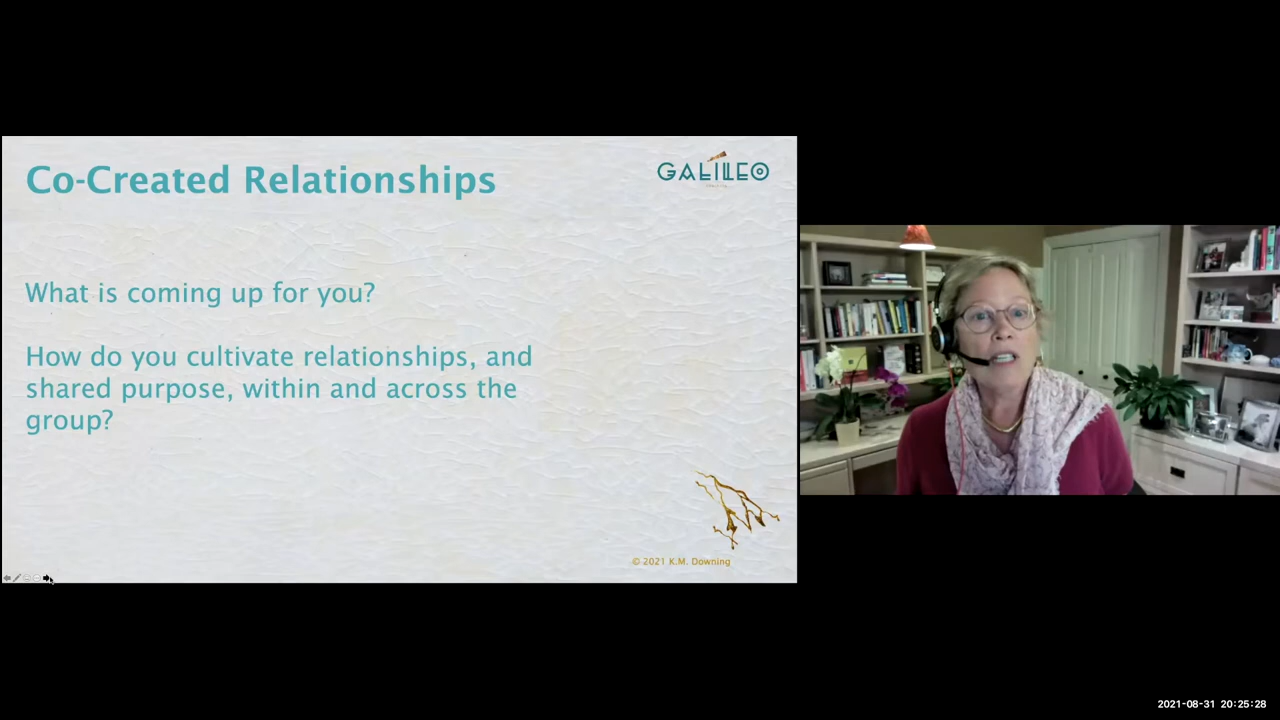 Co-Created Relationships
GALILEO
What is coming up for you?
How do you cultivate relationships, and
shared purpose, within and across the
group?
© 2021 K.M. Downing
2021-08-31 20:25:28